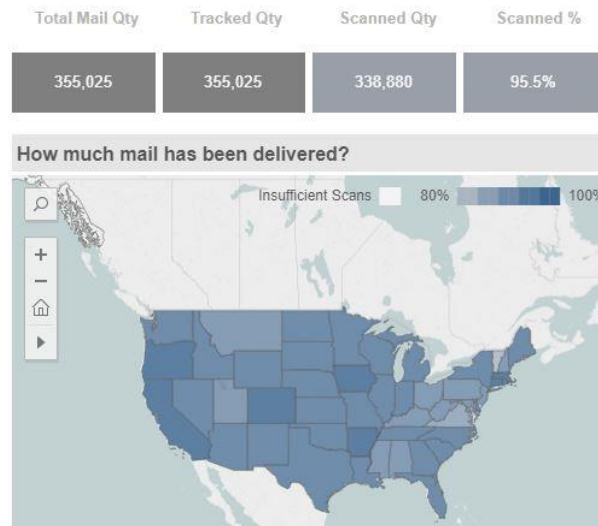 Total Mail Qty Tracked Qty Scanned Qty Scanned %
355,025 355,025 338,880 95.5%
How much mail has been delivered?
Insufficient Scans 80% 100%
+
−